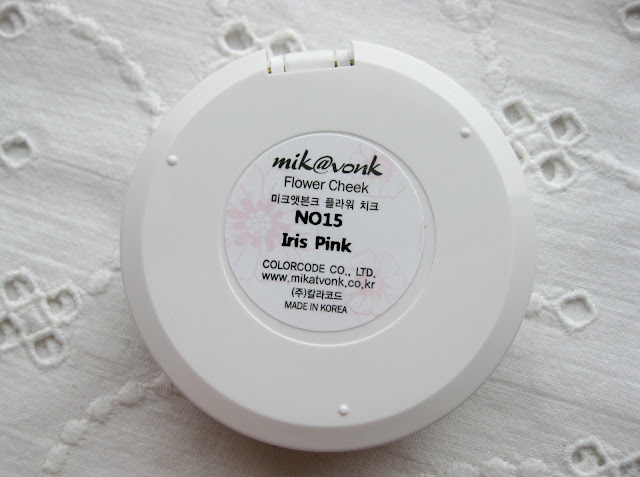 mik@vonk
Flower Cheek
미크앳본크 플라워 치크
NO15
Iris Pink
COLORCODE CO., LTD.
www.mikatvonk.co.kr
(주)칼라코드
MADE IN KOREA